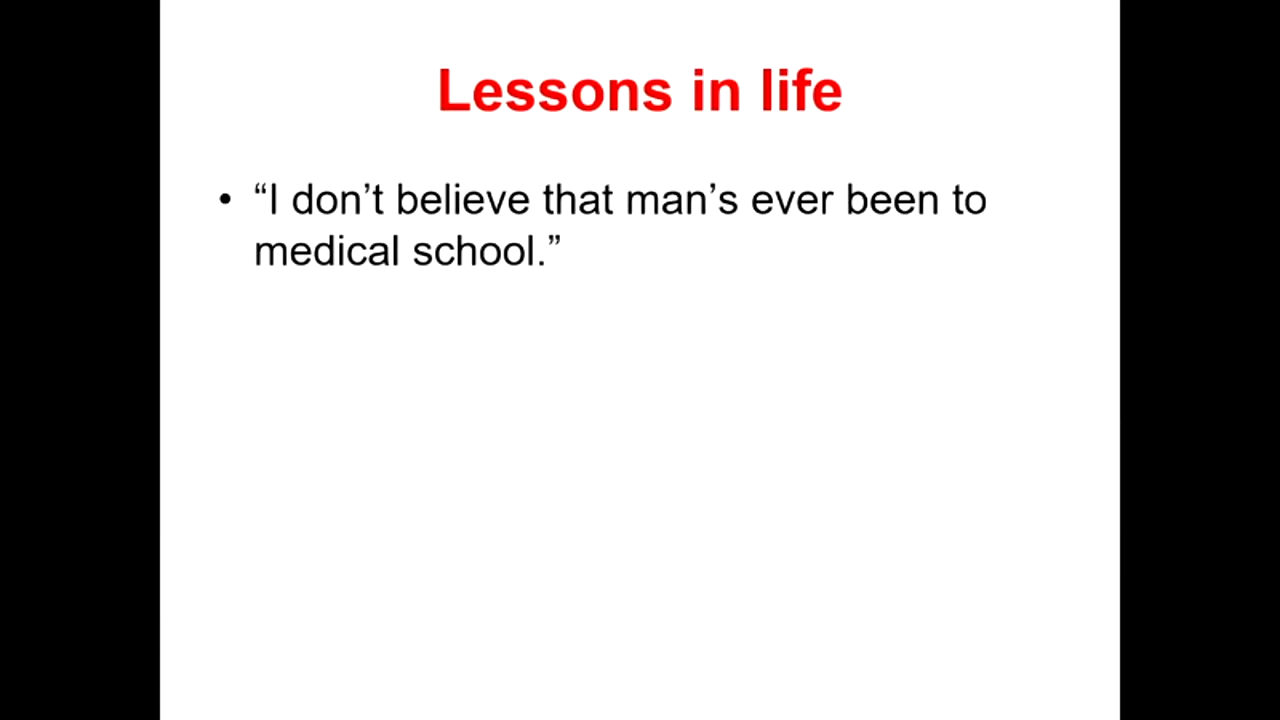 Lessons in life
• “I don’t believe that man’s ever been to
medical school.”